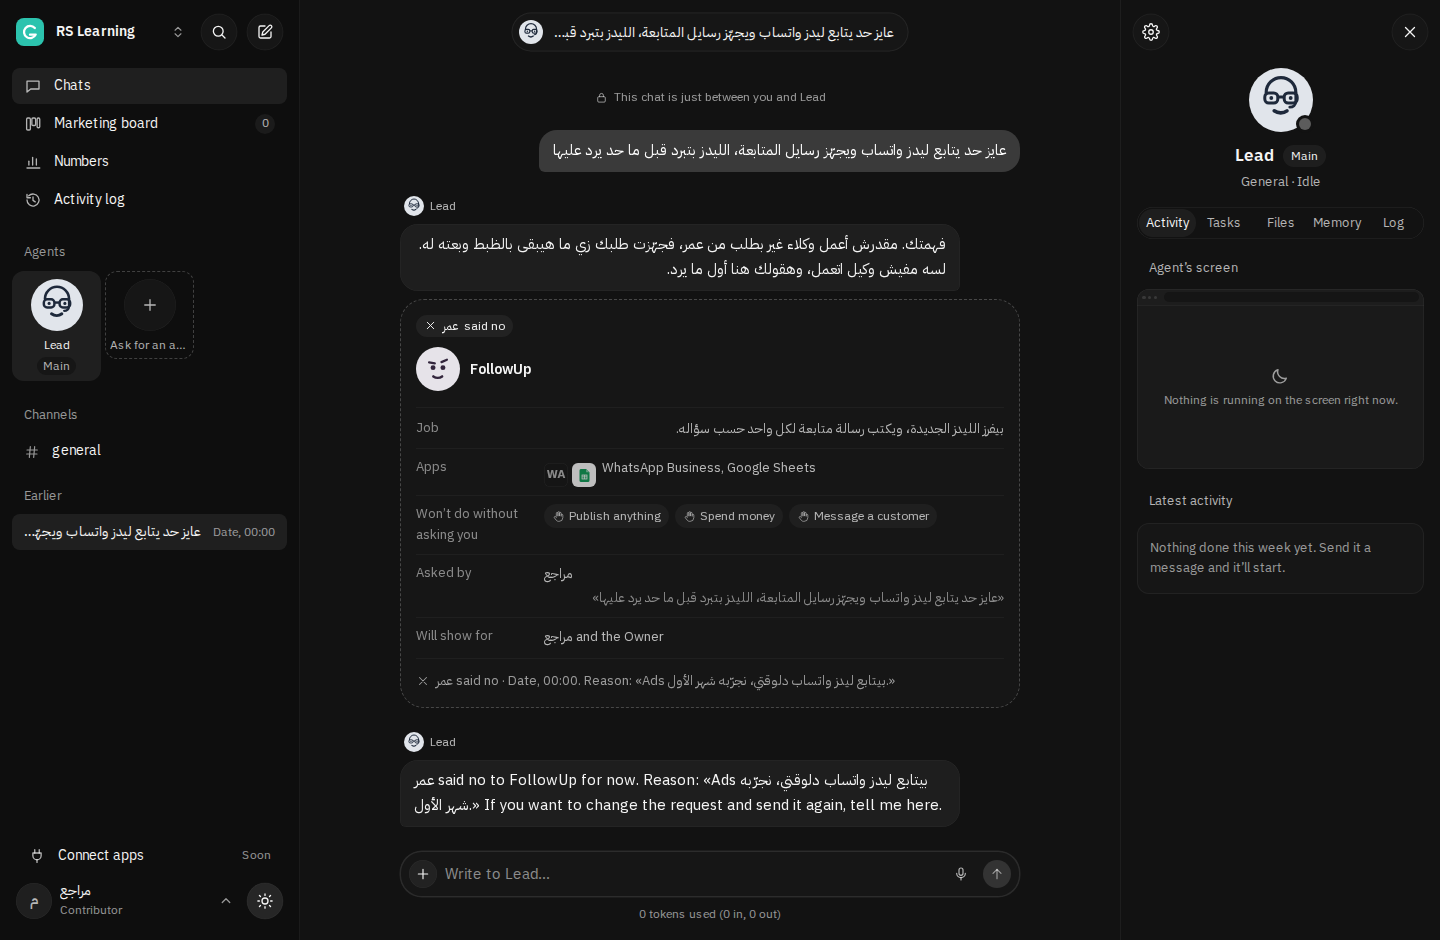 RS Learning
Chats
Marketing board 0
Numbers
Activity log
Agents
Lead
Main
Ask for an a...
Channels
general
Earlier
عايز حد يتابع ليدز واتساب ويجهّ... Date, 00:00
Connect apps Soon
م
مراجع
Contributor
عايز حد يتابع ليدز واتساب ويجهّز رسايل المتابعة، الليدز بتبرد قبـ...
This chat is just between you and Lead
عايز حد يتابع ليدز واتساب ويجهّز رسايل المتابعة، الليدز بتبرد قبل ما حد يرد عليها
Lead
فهمتك. مقدرش أعمل وكلاء غير بطلب من عمر، فجهّزت طلبك زي ما هيبقى بالظبط وبعته له.
لسه مفيش وكيل اتعمل، وهقولك هنا أول ما يرد.
عمر said no
FollowUp
Job بيفرز الليدز الجديدة، ويكتب رسالة متابعة لكل واحد حسب سؤاله.
Apps WA WhatsApp Business, Google Sheets
Won't do without asking you Publish anything Spend money Message a customer
Asked by مراجع
«عايز حد يتابع ليدز واتساب ويجهّز رسايل المتابعة، الليدز بتبرد قبل ما حد يرد عليها»
Will show for مراجع and the Owner
عمر said no · Date, 00:00. Reason: «Ads بيتابع ليدز واتساب دلوقتي، نجرّبه شهر الأول.»
Lead
عمر said no to FollowUp for now. Reason: «Ads بيتابع ليدز واتساب دلوقتي، نجرّبه
شهر الأول.» If you want to change the request and send it again, tell me here.
Write to Lead...
0 tokens used (0 in, 0 out)
Lead Main
General · Idle
Activity Tasks Files Memory Log
Agent's screen
Nothing is running on the screen right now.
Latest activity
Nothing done this week yet. Send it a
message and it'll start.